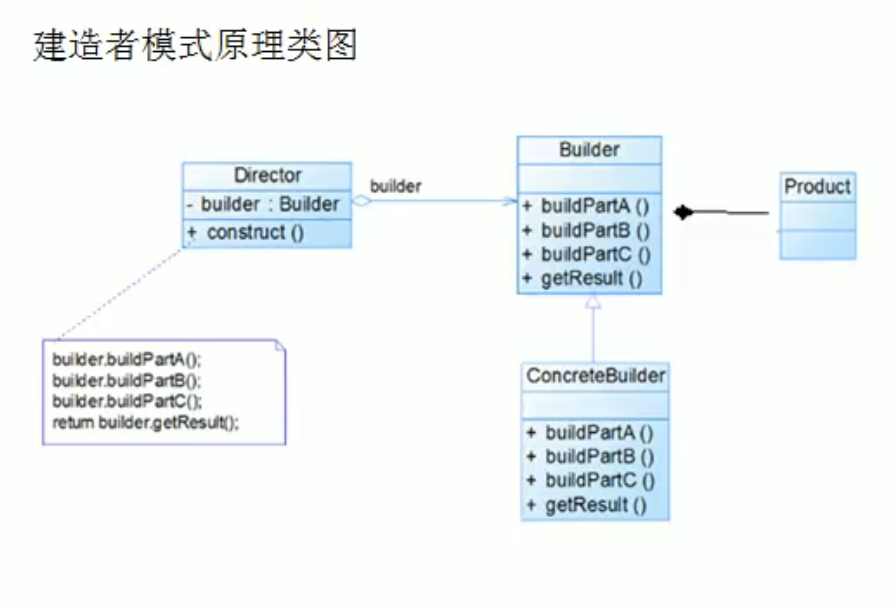 建造者模式原理类图
Director
- builder : Builder
+ construct ()
builder
Builder
+ buildPartA ()
+ buildPartB ()
+ buildPartC ()
+ getResult ()
Product
builder.buildPartA();
builder.buildPartB();
builder.buildPartC();
return builder.getResult();
ConcreteBuilder
+ buildPartA ()
+ buildPartB ()
+ buildPartC ()
+ getResult ()